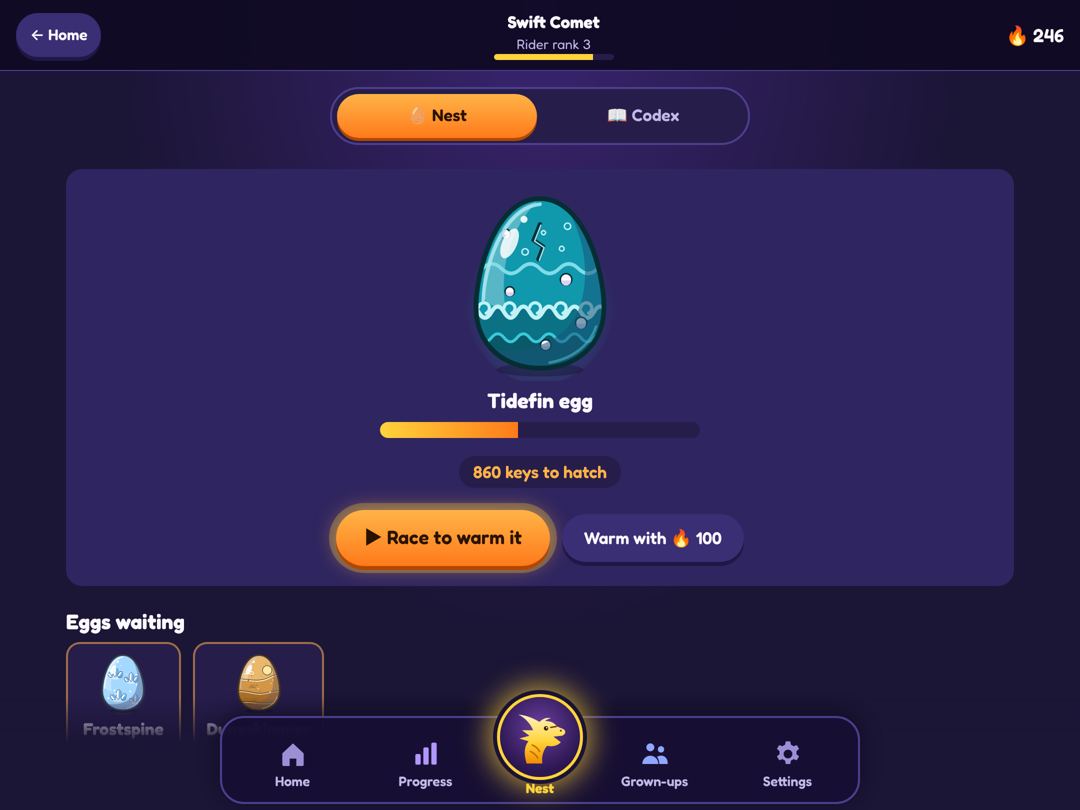 ← Home
Swift Comet
Rider rank 3
🔥 246
🥚 Nest
📖 Codex
Tidefin egg
860 keys to hatch
▶ Race to warm it
Warm with 🔥 100
Eggs waiting
Frostspine
Home
Progress
Nest
Grown-ups
Settings